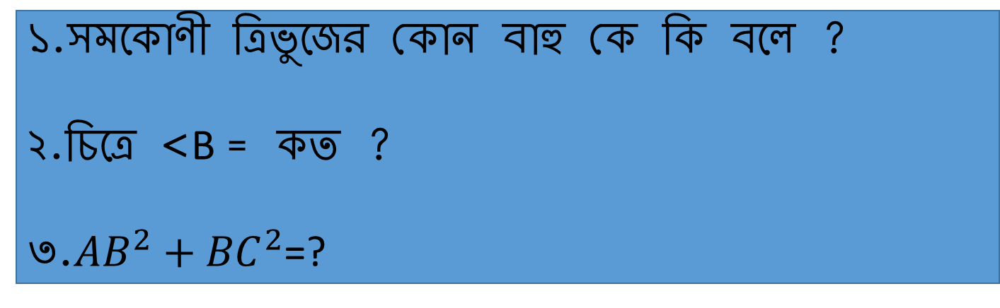 ১.সমকোণী ত্রিভুজের কোন বাহু কে কি বলে ?
২.চিত্রে <B = কত ?
৩.AB² + BC²=?